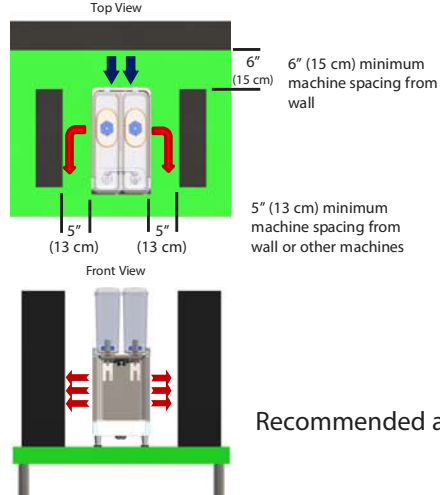 Top View
6”
(15 cm)
6” (15 cm) minimum
machine spacing from
wall
5”
(13 cm)
5”
(13 cm)
5” (13 cm) minimum
machine spacing from
wall or other machines
Front View
Recommended a